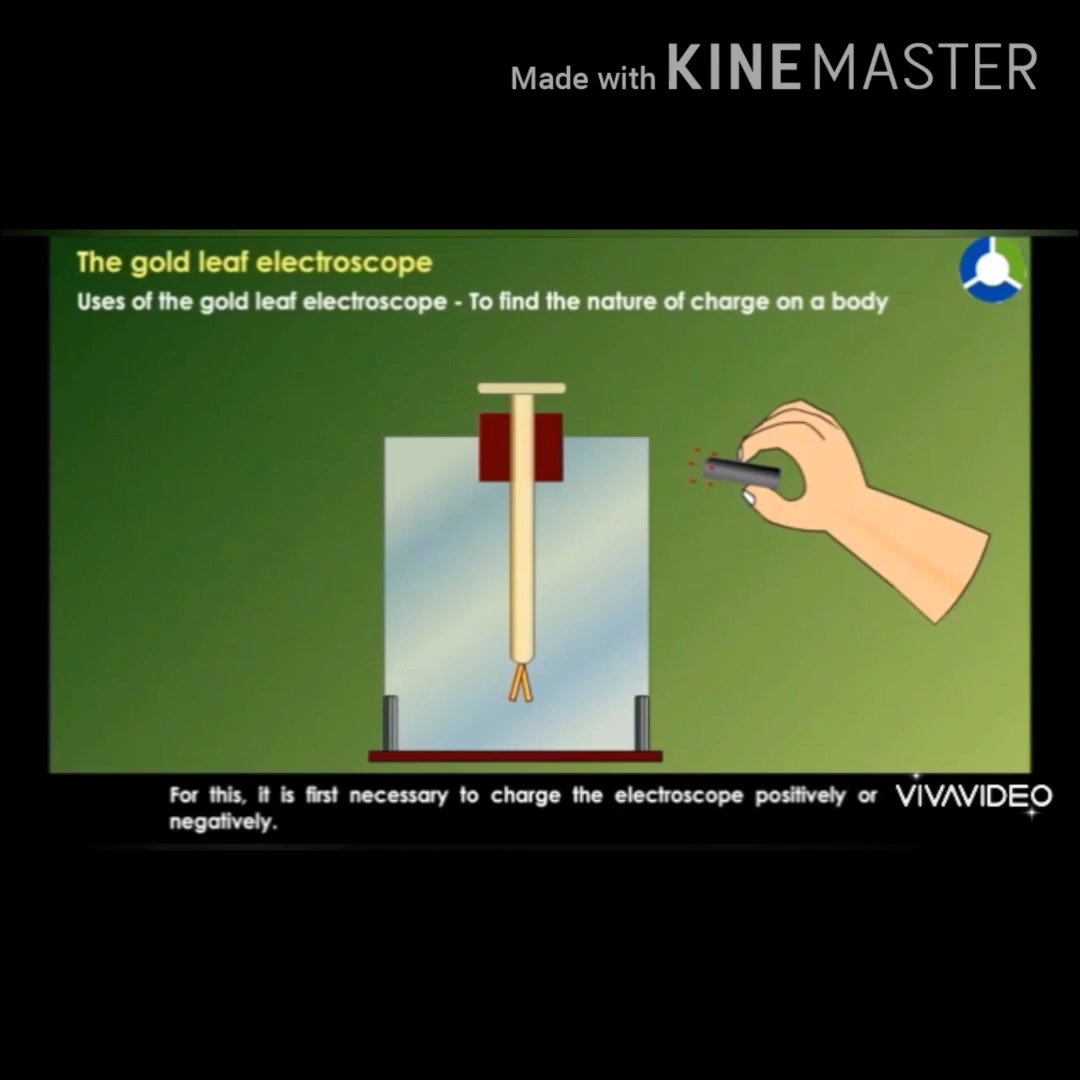 Made with KINEMASTER
The gold leaf electroscope
Uses of the gold leaf electroscope - To find the nature of charge on a body
For this, it is first necessary to charge the electroscope positively or
negatively.
VIVAVIDEO